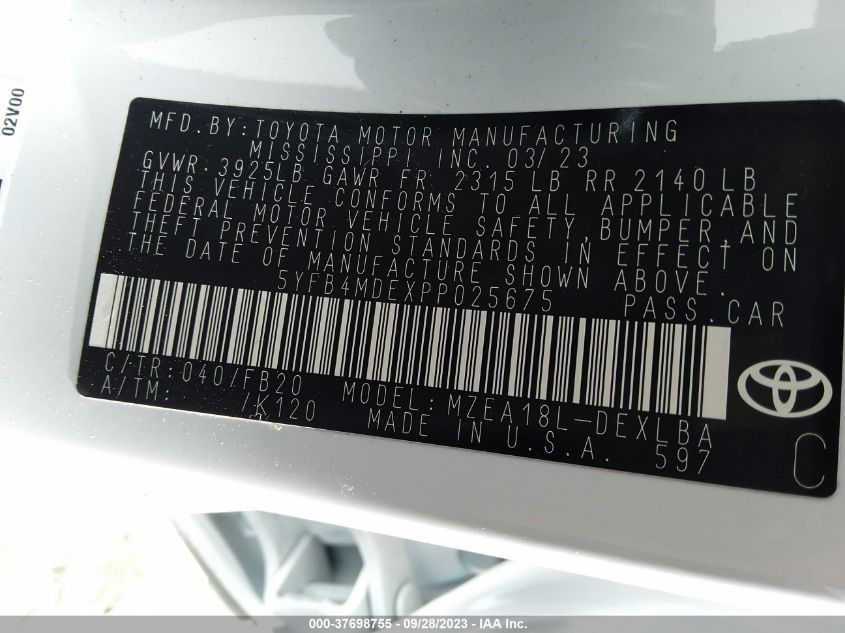 02V00
MFD.BY:TOYOTA MOTOR MANUFACTURING
MISSISSIPPI INC. 03/23
GVWR.3925LB GAWR FR. 2315 LB RR 2140LB
THIS VEHICLE CONFORMS TO ALL APPLICABLE
FEDERAL MOTOR VEHICLE SAFETY,BUMPER,AND
THEFT PREVENTION STANDARDS IN EFFECT ON
THE DATE OF MANUFACTURE SHOWN ABOVE.
5YFB4MDEXPP025675 PASS.CAR
C/TR:040/FB20 MODEL:MZEA18L-DEXLBA
A/TM: /K120 MADE IN U.S.A. 597
C
000-37698755 - 09/28/2023 - IAA Inc.